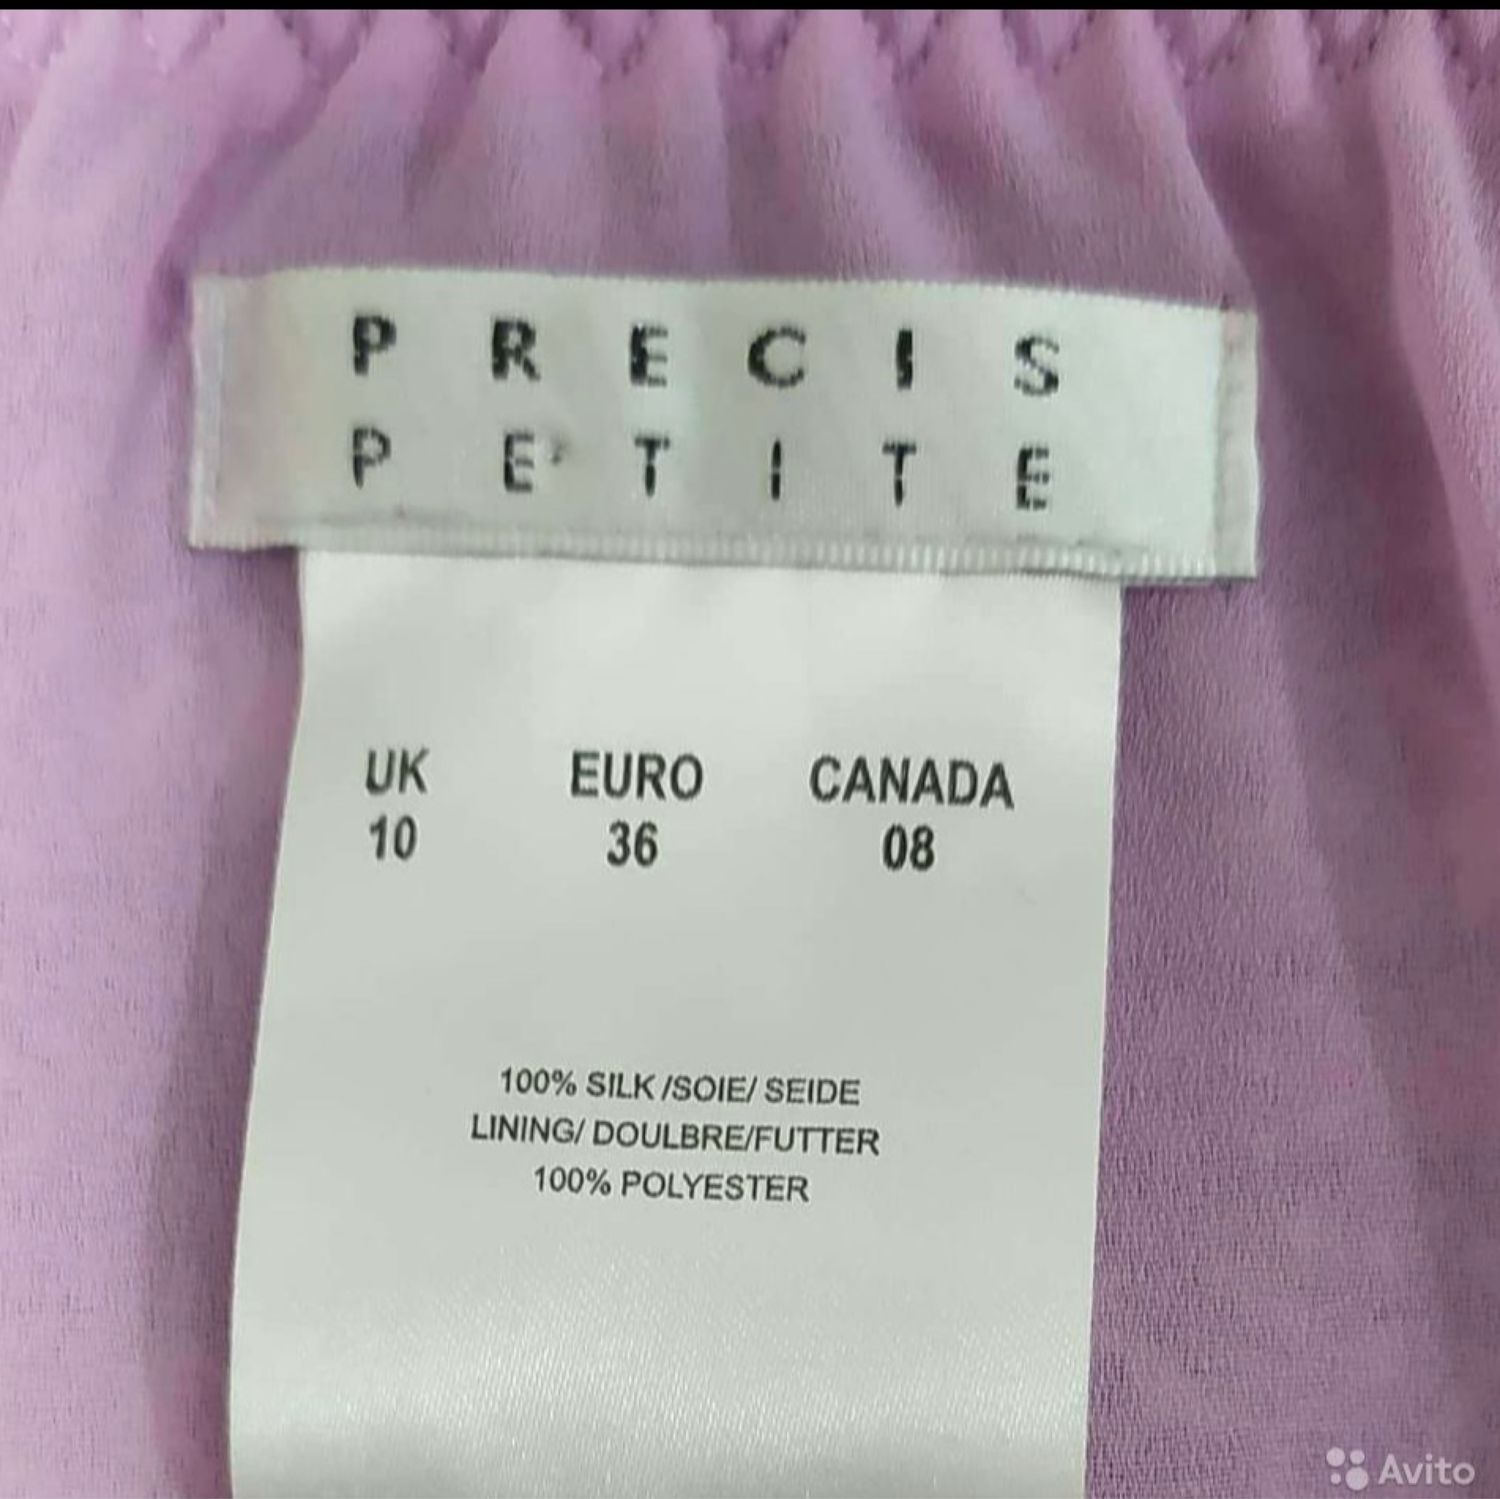 PRECIS
PETITE
UK EURO CANADA
10 36 08
100% SILK /SOIE/ SEIDE
LINING/ DOULBRE/FUTTER
100% POLYESTER
Avito